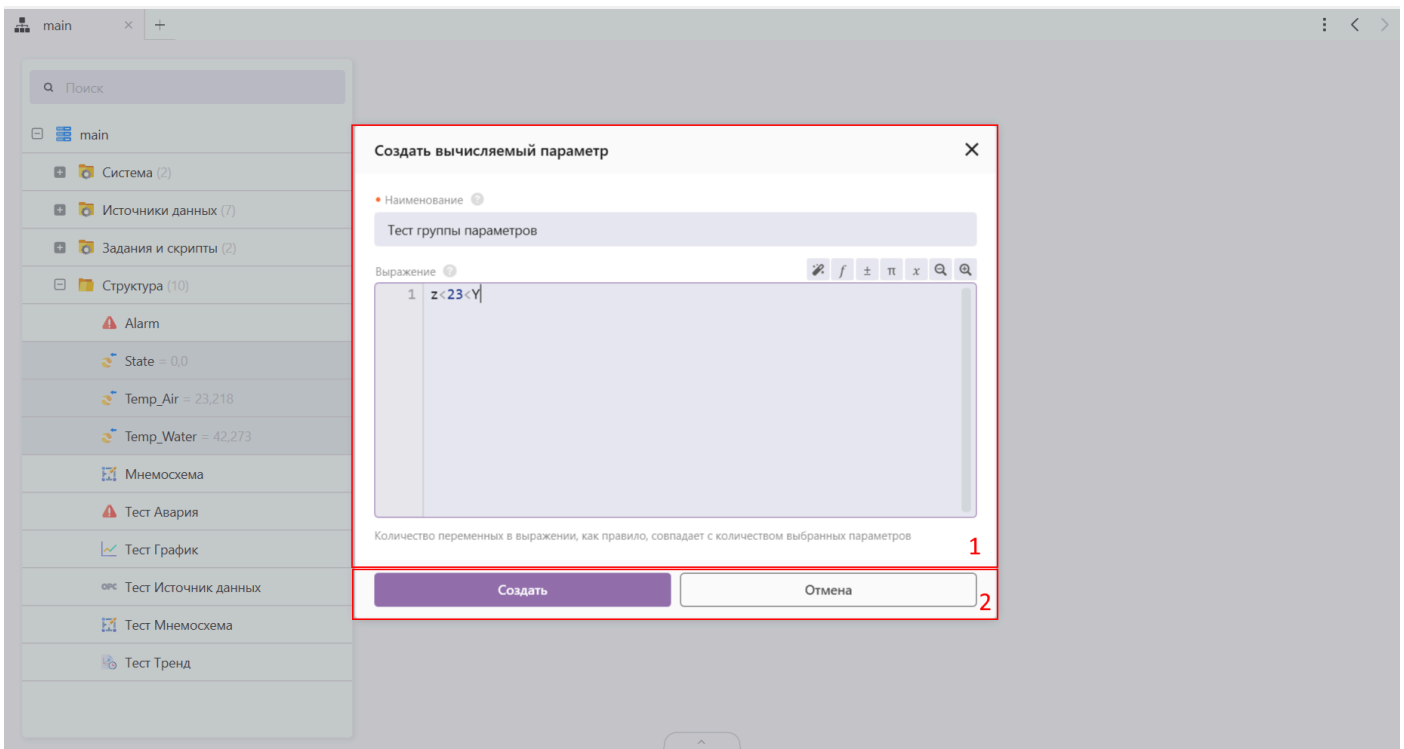 main × +
Поиск
main
Система (2)
Источники данных (7)
Задания и скрипты (2)
Структура (10)
Alarm
State = 0,0
Temp_Air = 23,218
Temp_Water = 42,273
Мнемосхема
Тест Авария
Тест График
OPC Тест Источник данных
Тест Мнемосхема
Тест Тренд
Создать вычисляемый параметр
• Наименование ?
Тест группы параметров
Выражение ? f ± π x
1 z<23<Y
Количество переменных в выражении, как правило, совпадает с количеством выбранных параметров
1
Создать Отмена
2